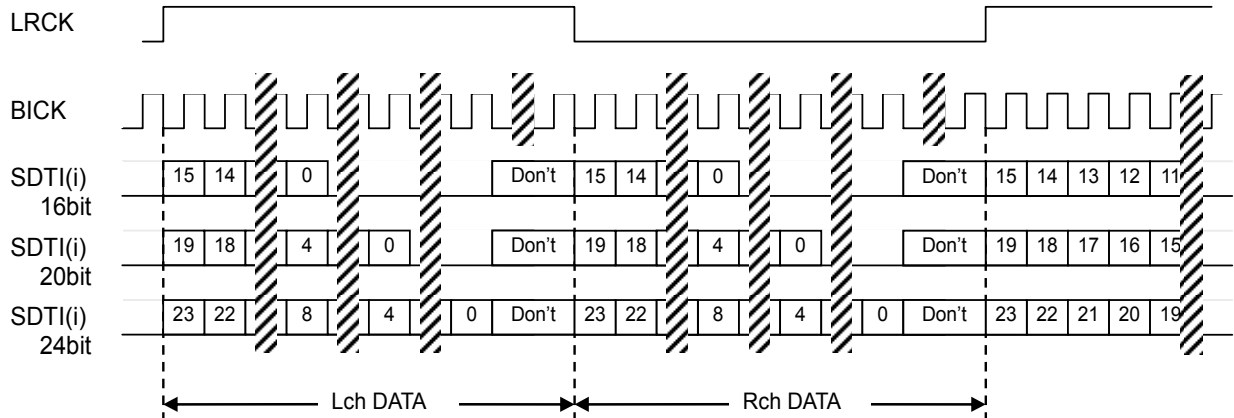 LRCK
BICK
SDTI(i) 15 14 0 Don't 15 14 0 Don't 15 14 13 12 11
16bit
SDTI(i) 19 18 4 0 Don't 19 18 4 0 Don't 19 18 17 16 15
20bit
SDTI(i) 23 22 8 4 0 Don't 23 22 8 4 0 Don't 23 22 21 20 19
24bit
Lch DATA Rch DATA